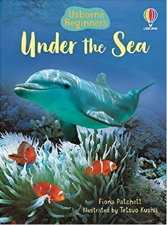 Usborne
Beginners
Under the Sea
Fiona Patchett
Illustrated by Tetsuo Kushii